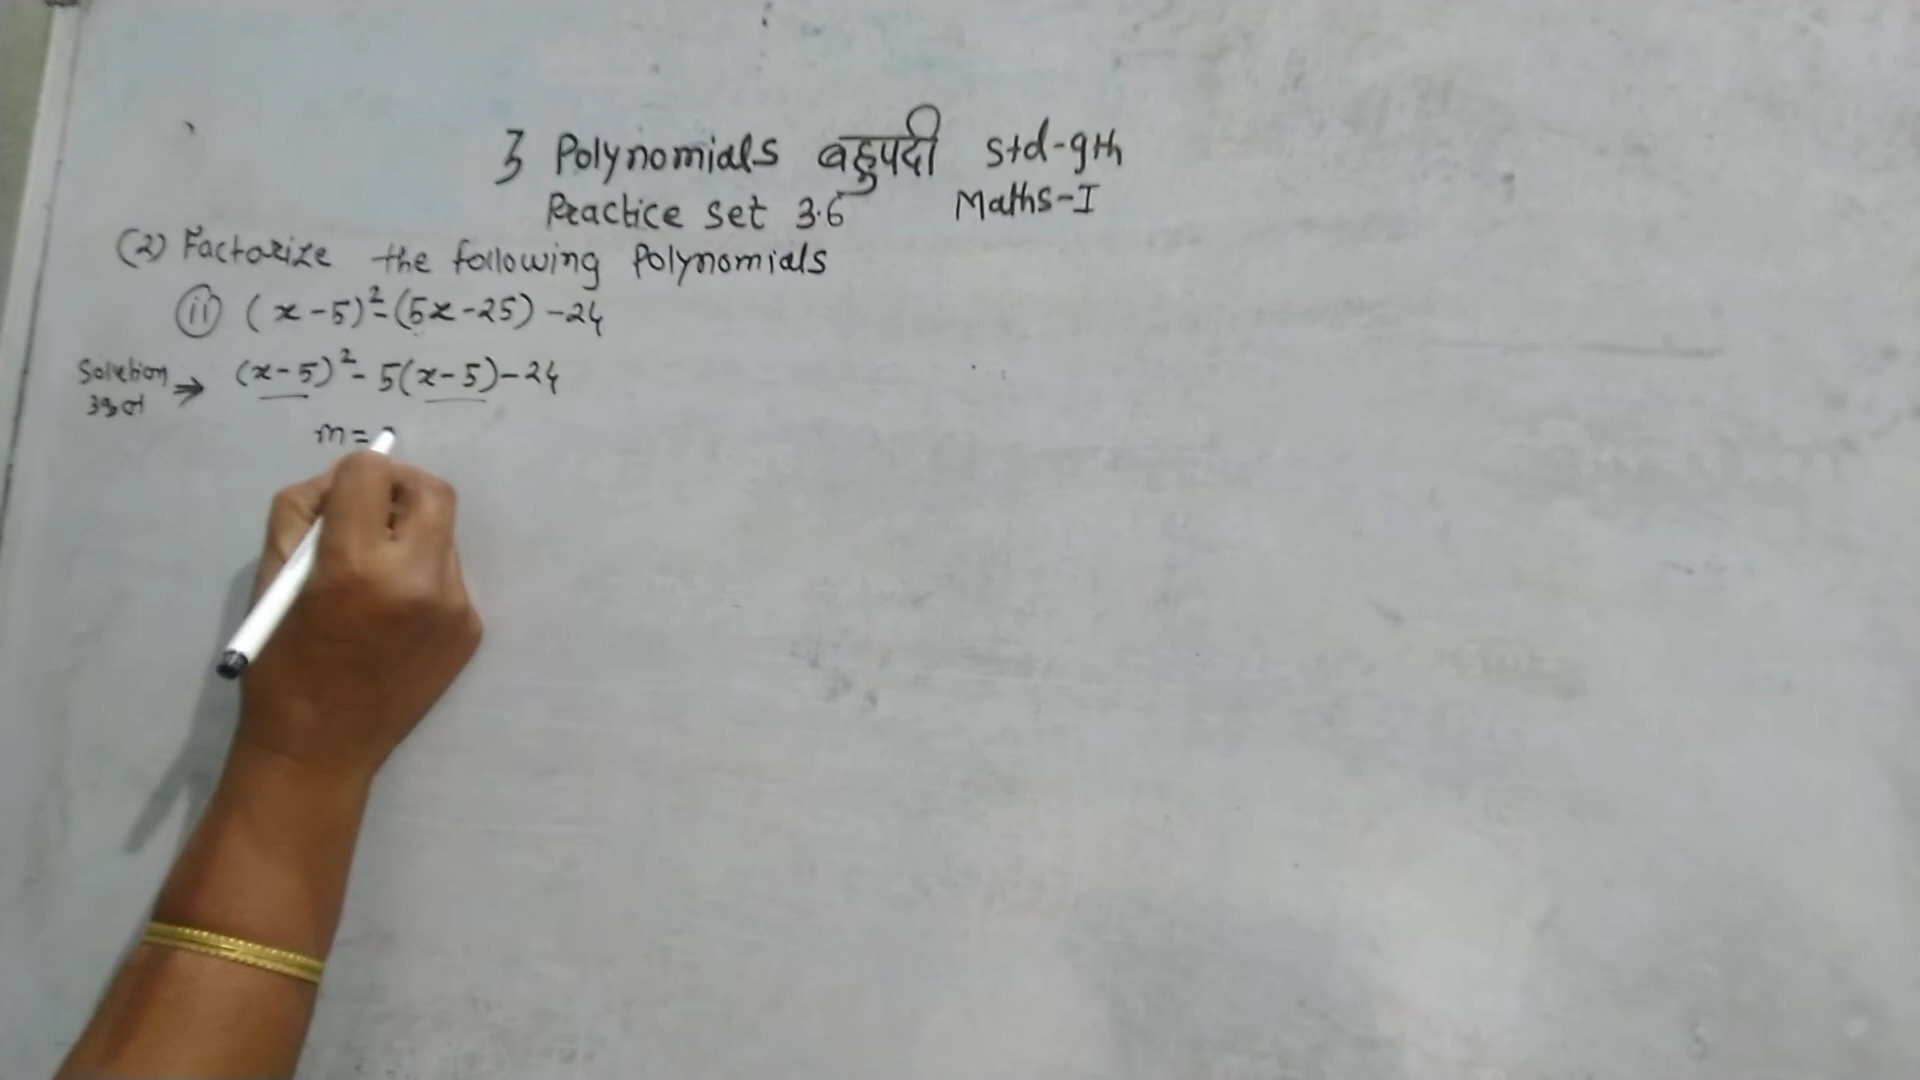 3 Polynomials बहुपदी Std-9th
Practice set 3.6 Maths-I
(2) Factorize the following Polynomials
(ii) (x-5)²-(5x-25)-24
Solution ⇒ (x-5)²-5(x-5)-24
उकल
m=